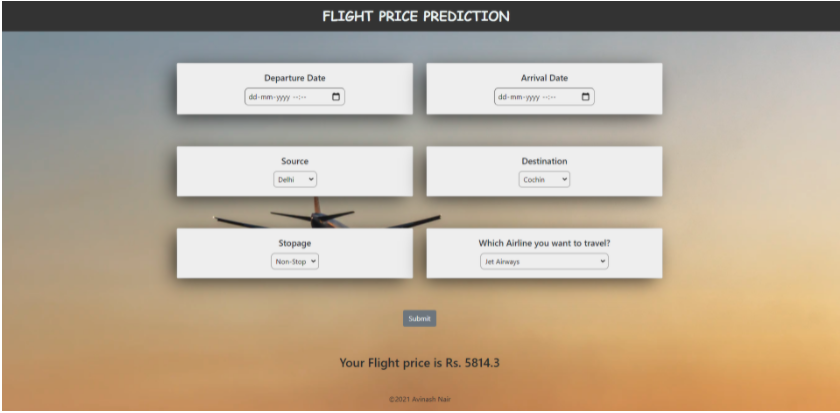 FLIGHT PRICE PREDICTION
Departure Date
Arrival Date
dd-mm-yyyy --:--
dd-mm-yyyy --:--
Source
Destination
Delhi
Cochin
Stopage
Which Airline you want to travel?
Non-Stop
Jet Airways
Submit
Your Flight price is Rs. 5814.3
©2021 Avinash Nair